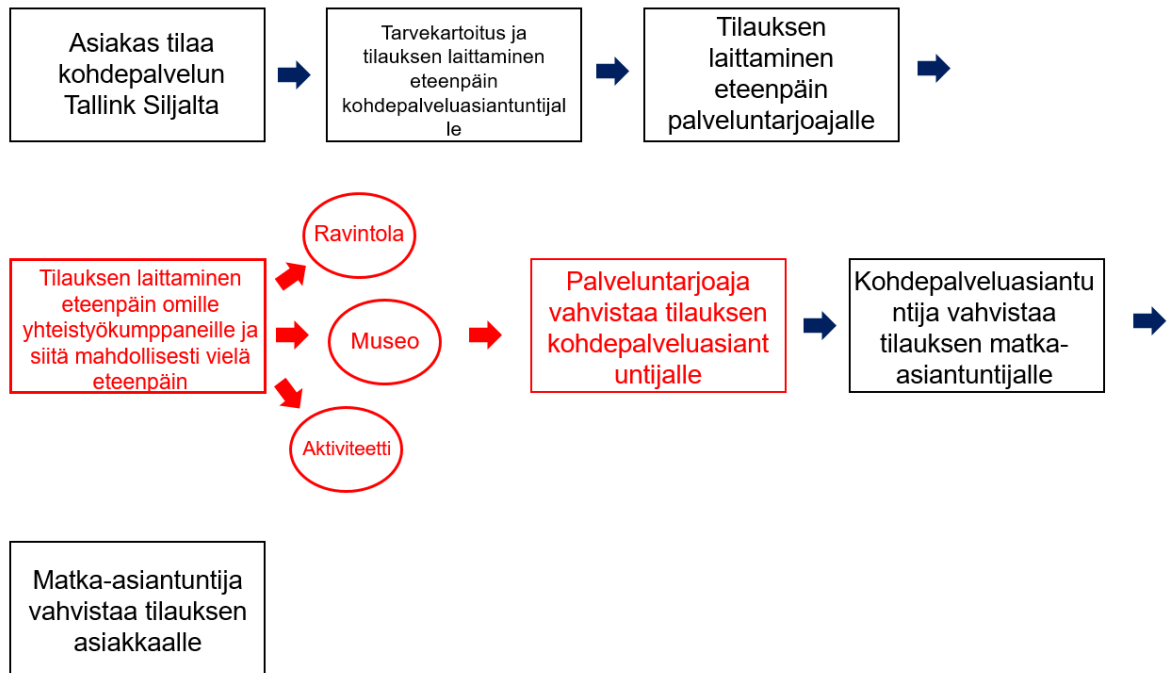 Asiakas tilaa
kohdepalvelun
Tallink Siljalta
Tarvekartoitus ja
tilauksen laittaminen
eteenpäin
kohdepalveluasiantuntijal
le
Tilauksen
laittaminen
eteenpäin
palveluntarjoajalle
Tilauksen laittaminen
eteenpäin omille
yhteistyökumppaneille ja
siitä mahdollisesti vielä
eteenpäin
Ravintola
Museo
Aktiviteetti
Palveluntarjoaja
vahvistaa tilauksen
kohdepalveluasiant
untijalle
Kohdepalveluasiantu
ntija vahvistaa
tilauksen matka-
asiantuntijalle
Matka-asiantuntija
vahvistaa tilauksen
asiakkaalle